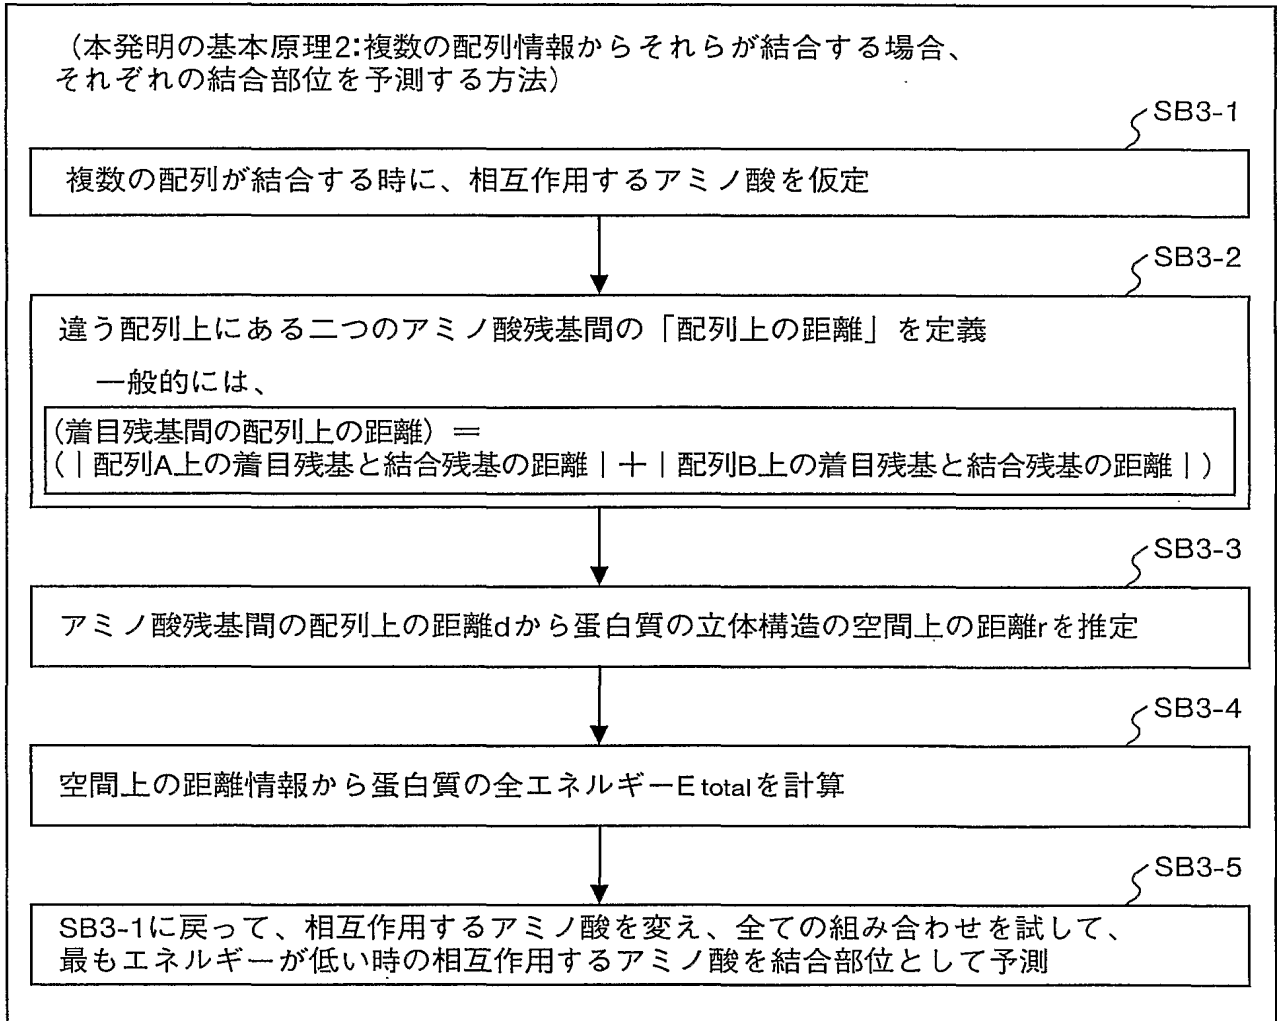 （本発明の基本原理2:複数の配列情報からそれらが結合する場合、
それぞれの結合部位を予測する方法）
SB3-1
複数の配列が結合する時に、相互作用するアミノ酸を仮定
SB3-2
違う配列上にある二つのアミノ酸残基間の「配列上の距離」を定義
一般的には、
（着目残基間の配列上の距離）＝
（｜配列A上の着目残基と結合残基の距離｜＋｜配列B上の着目残基と結合残基の距離｜）
SB3-3
アミノ酸残基間の配列上の距離dから蛋白質の立体構造の空間上の距離rを推定
SB3-4
空間上の距離情報から蛋白質の全エネルギーE totalを計算
SB3-5
SB3-1に戻って、相互作用するアミノ酸を変え、全ての組み合わせを試して、
最もエネルギーが低い時の相互作用するアミノ酸を結合部位として予測